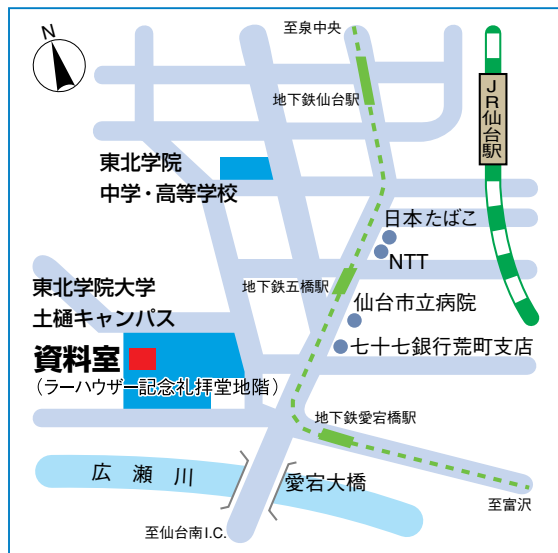 N
至泉中央
地下鉄仙台駅
JR仙台駅
東北学院
中学・高等学校
日本たばこ
NTT
地下鉄五橋駅
東北学院大学
土樋キャンパス
仙台市立病院
資料室
七十七銀行荒町支店
（ラーハウザー記念礼拝堂地階）
地下鉄愛宕橋駅
広瀬川
愛宕大橋
至富沢
至仙台南I.C.